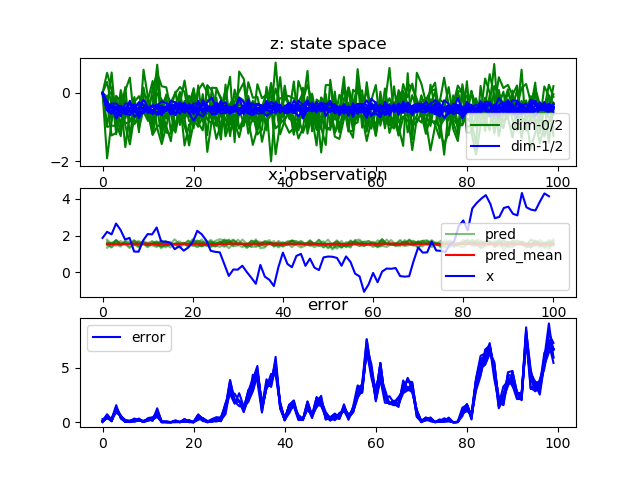 z: state space
0
−2
dim-0/2
dim-1/2
0 20 40 60 80 100
x: observation
4
2
0
pred
pred_mean
x
0 20 40 60 80 100
error
5
0
error
0 20 40 60 80 100